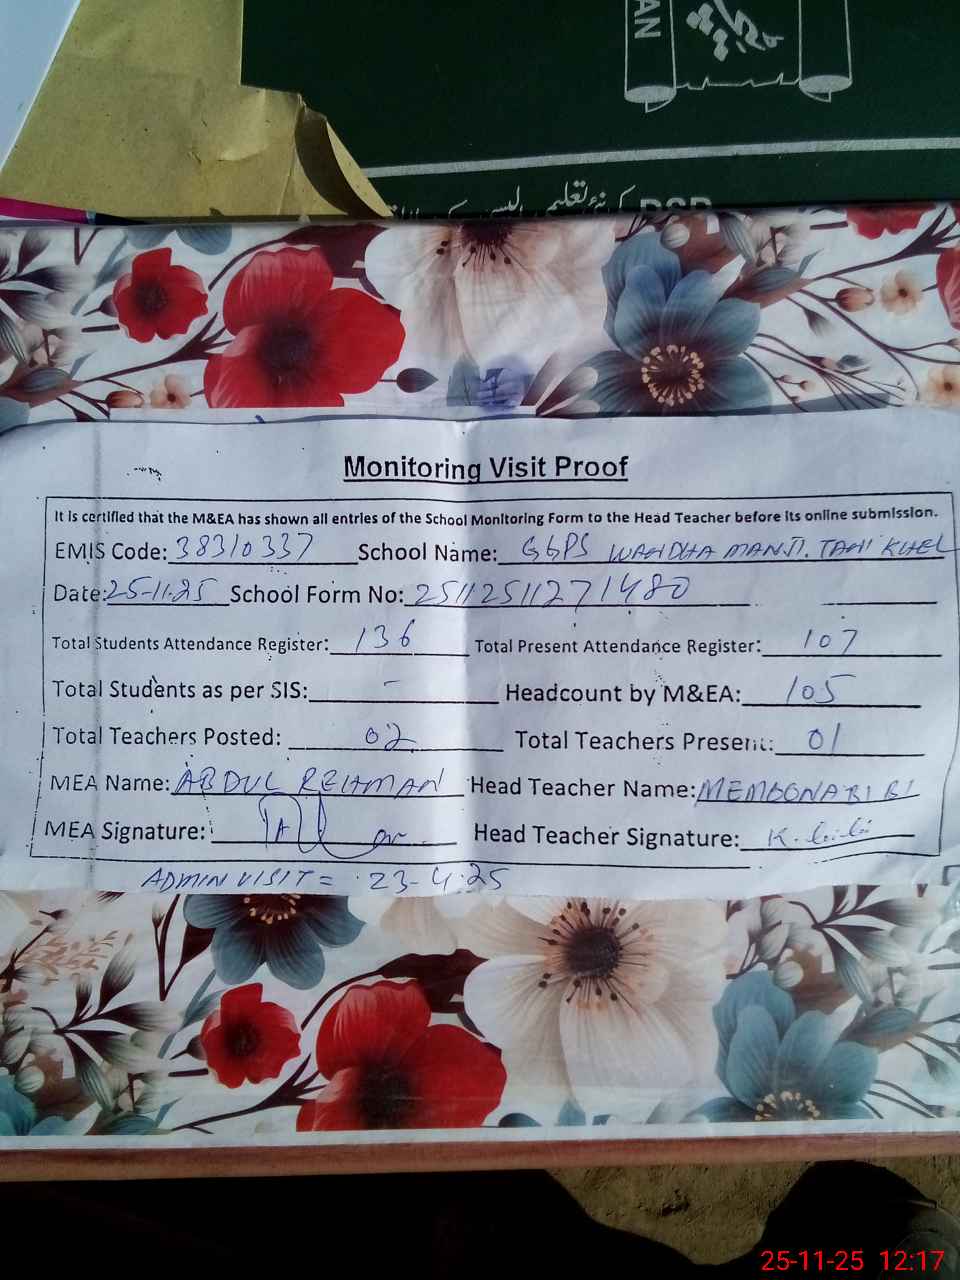 AN
PSP
Monitoring Visit Proof
It is certified that the M&EA has shown all entries of the School Monitoring Form to the Head Teacher before its online submission.
EMIS Code: 38310337 School Name: GGPS WANDHA MANJI. TAHI KHEL
Date: 25-11-25 School Form No: 25112511271480
Total Students Attendance Register: 136 Total Present Attendance Register: 107
Total Students as per SIS: - Headcount by M&EA: 105
Total Teachers Posted: 02 Total Teachers Present: 01
MEA Name: ABDUL REHMAN Head Teacher Name: MEMOONA BIBI
MEA Signature: Head Teacher Signature: K. bibi
ADMIN VISIT = 23-4-25
25-11-25 12:17